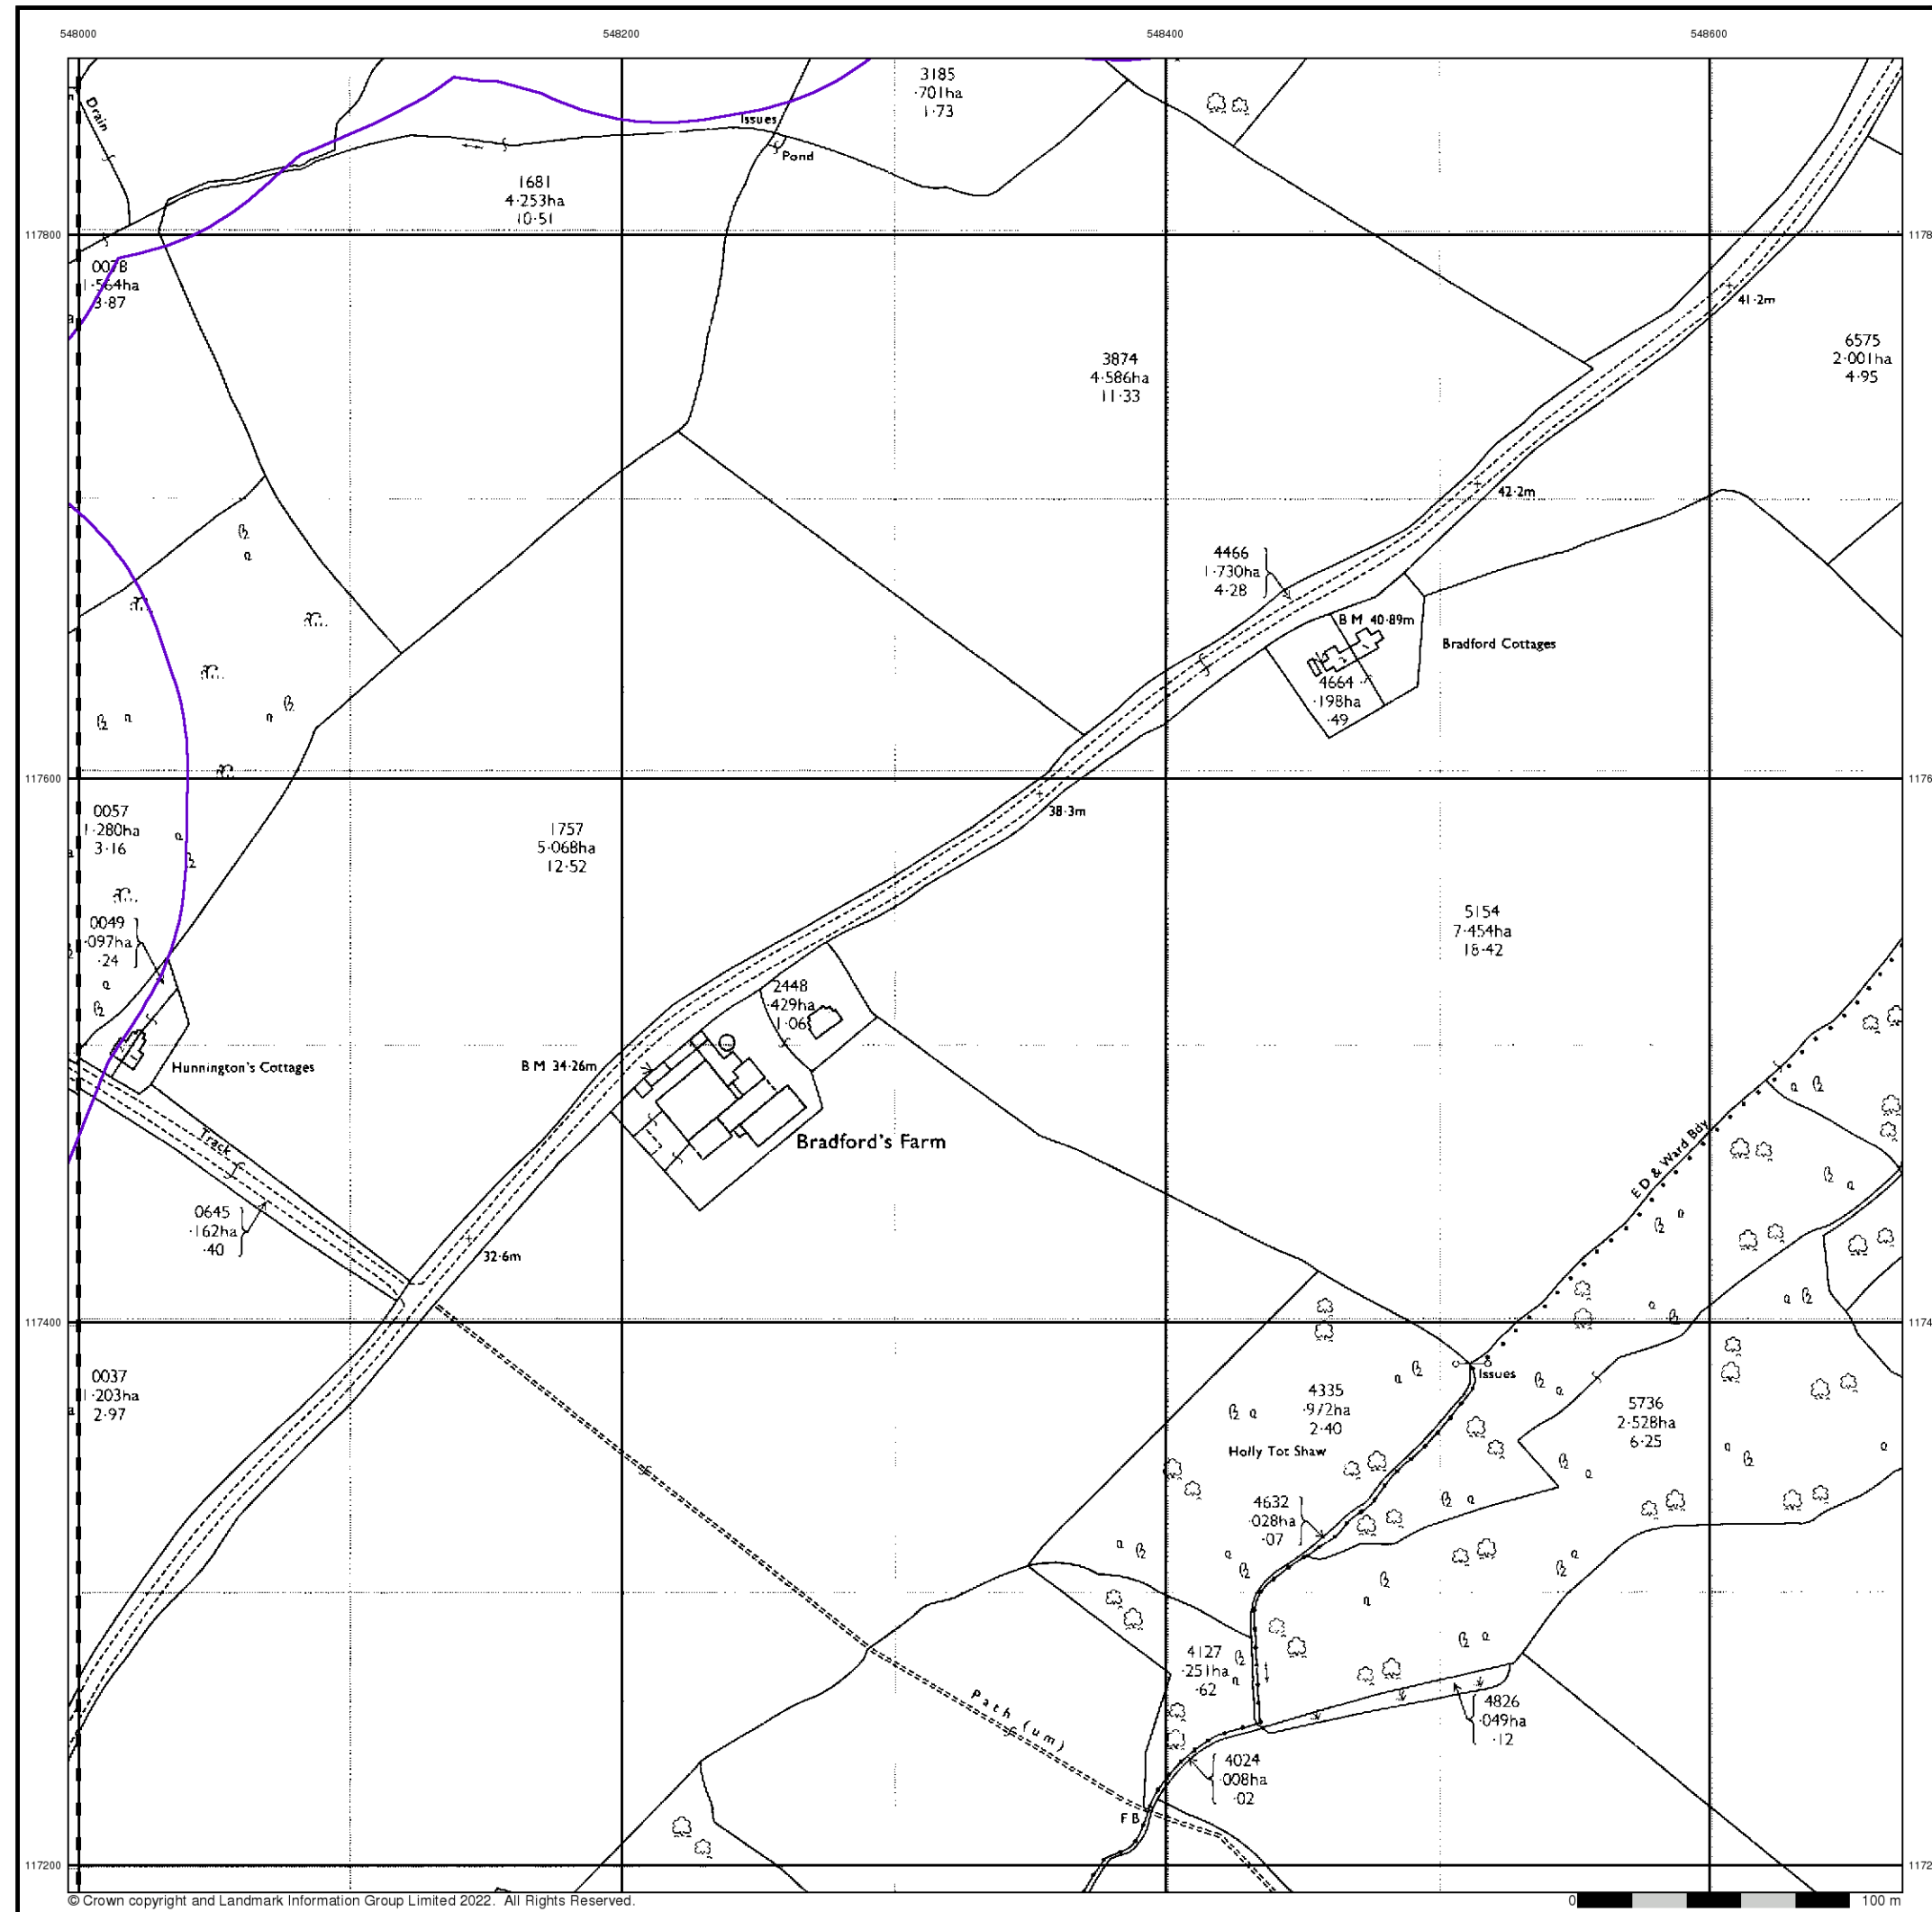 548000
548200
548400
548600
Drain
3185
·701ha
1·73
Issues
Pond
1681
4·253ha
10·51
117800
1178
0078
1·564ha
3·87
41·2m
6575
2·001ha
4·95
3874
4·586ha
11·33
42·2m
4466
1·730ha
4·28
B M 40·89m
Bradford Cottages
4664
·198ha
·49
117600
1176
38·3m
0057
1·280ha
3·16
1757
5·068ha
12·52
0049
·097ha
·24
5154
7·454ha
18·42
2448
·429ha
1·06
Hunnington's Cottages
B M 34·26m
Bradford's Farm
Track
E D & Ward Bdy
0645
·162ha
·40
32·6m
117400
1174
0037
1·203ha
2·97
Issues
4335
·972ha
2·40
Holly Tot Shaw
5736
2·528ha
6·25
4632
·028ha
·07
4127
·251ha
·62
Path (um)
4826
·049ha
·12
4024
·008ha
·02
F B
117200
1172
© Crown copyright and Landmark Information Group Limited 2022. All Rights Reserved.
0
100 m